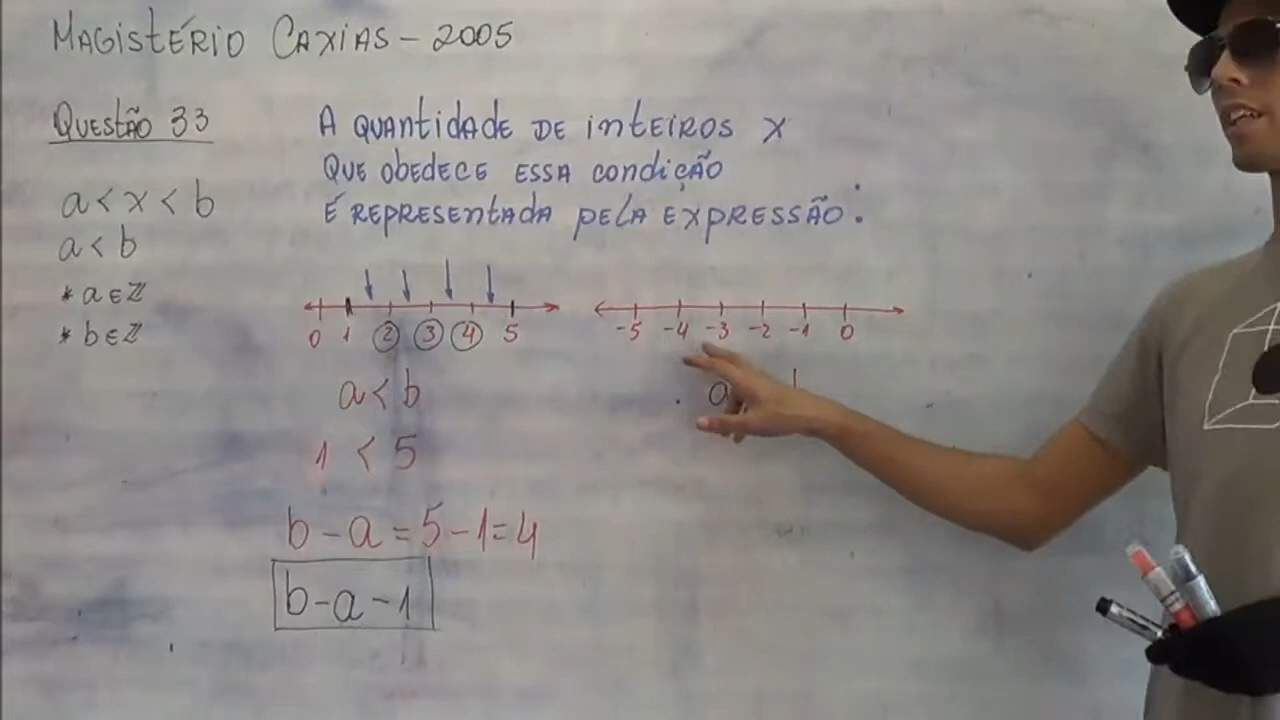 MAGISTÉRIO CAXIAS - 2005
QUESTÃO 33
a < x < b
a < b
* a ∈ ℤ
* b ∈ ℤ
A QUANTIDADE DE INTEIROS X
QUE OBEDECE ESSA CONDIÇÃO
É REPRESENTADA PELA EXPRESSÃO:
0 1 2 3 4 5
a < b
1 < 5
b - a = 5 - 1 = 4
b - a - 1
-5 -4 -3 -2 -1 0
a